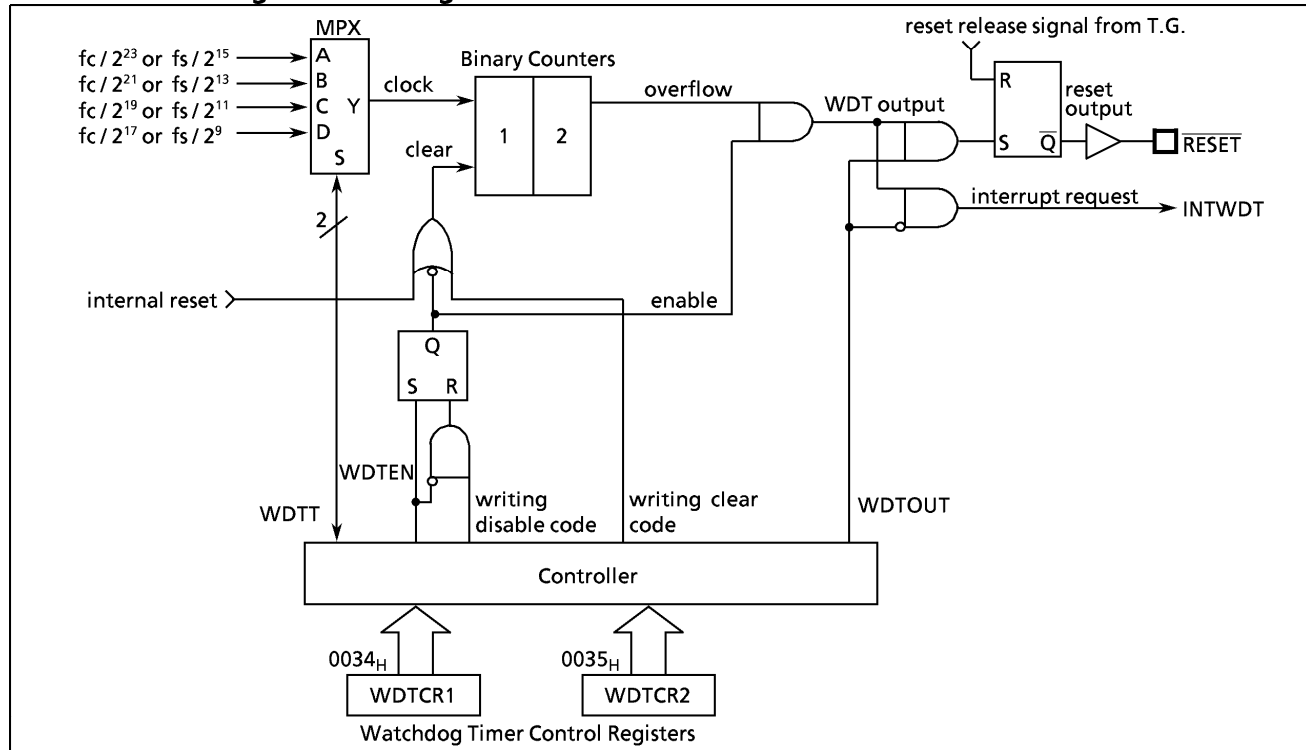 MPX
reset release signal from T.G.
fc / 2²³ or fs / 2¹⁵
fc / 2²¹ or fs / 2¹³
fc / 2¹⁹ or fs / 2¹¹
fc / 2¹⁷ or fs / 2⁹
A
B
C
D
Y
S
clock
clear
Binary Counters
1
2
overflow
WDT output
R
S
Q̅
reset
output
R̅E̅S̅E̅T̅
interrupt request
INTWDT
2
internal reset
enable
Q
S
R
WDTEN
WDTT
writing
disable code
writing clear
code
WDTOUT
Controller
0034H
0035H
WDTCR1
WDTCR2
Watchdog Timer Control Registers